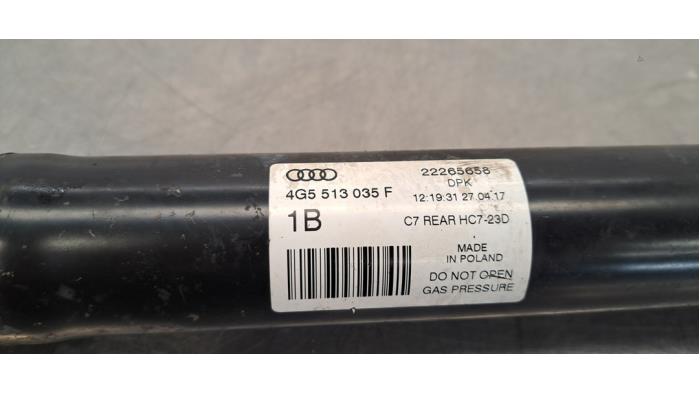 22265658
4G5 513 035 F
DPK
12:19:31 27.04.17
1B
C7 REAR HC7-23D
MADE
IN POLAND
DO NOT OPEN
GAS PRESSURE